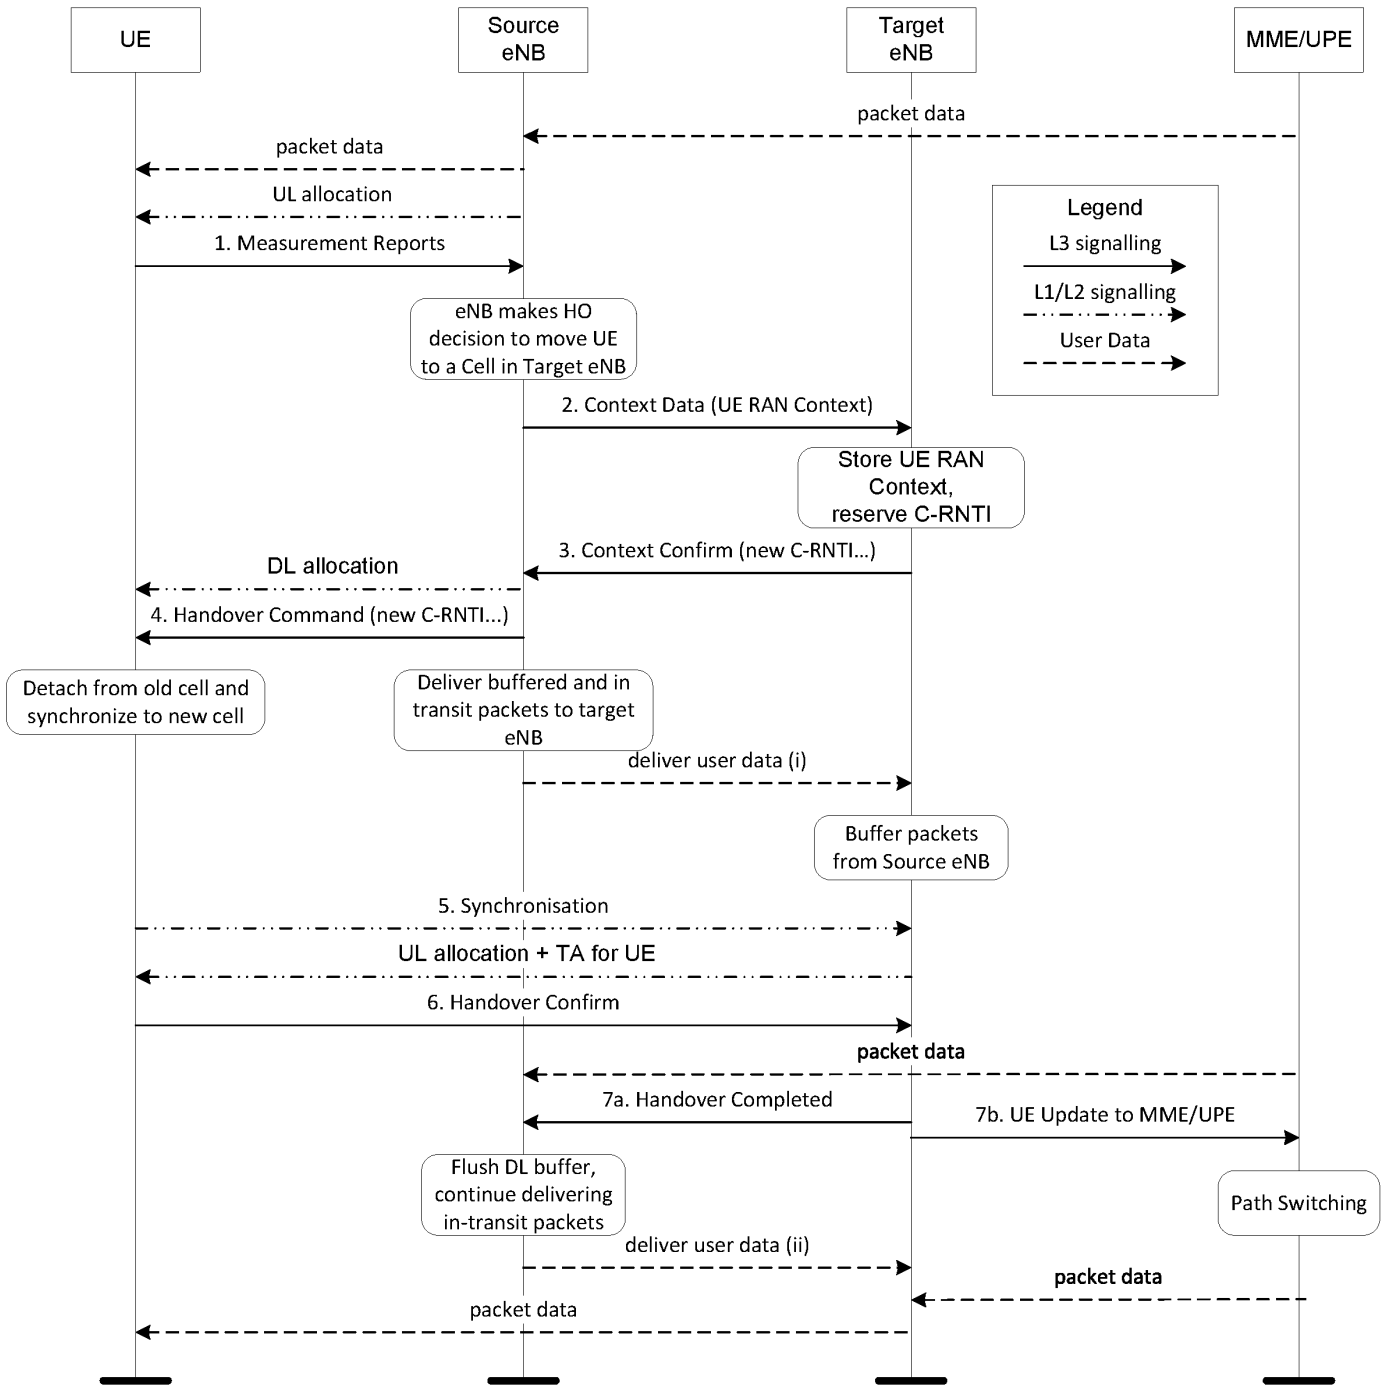 UE
Source
eNB
Target
eNB
MME/UPE
packet data
packet data
UL allocation
Legend
1. Measurement Reports
L3 signalling
L1/L2 signalling
User Data
eNB makes HO
decision to move UE
to a Cell in Target eNB
2. Context Data (UE RAN Context)
Store UE RAN
Context,
reserve C-RNTI
3. Context Confirm (new C-RNTI...)
DL allocation
4. Handover Command (new C-RNTI...)
Detach from old cell and
synchronize to new cell
Deliver buffered and in
transit packets to target
eNB
deliver user data (i)
Buffer packets
from Source eNB
5. Synchronisation
UL allocation + TA for UE
6. Handover Confirm
packet data
7a. Handover Completed
7b. UE Update to MME/UPE
Flush DL buffer,
continue delivering
in-transit packets
Path Switching
deliver user data (ii)
packet data
packet data